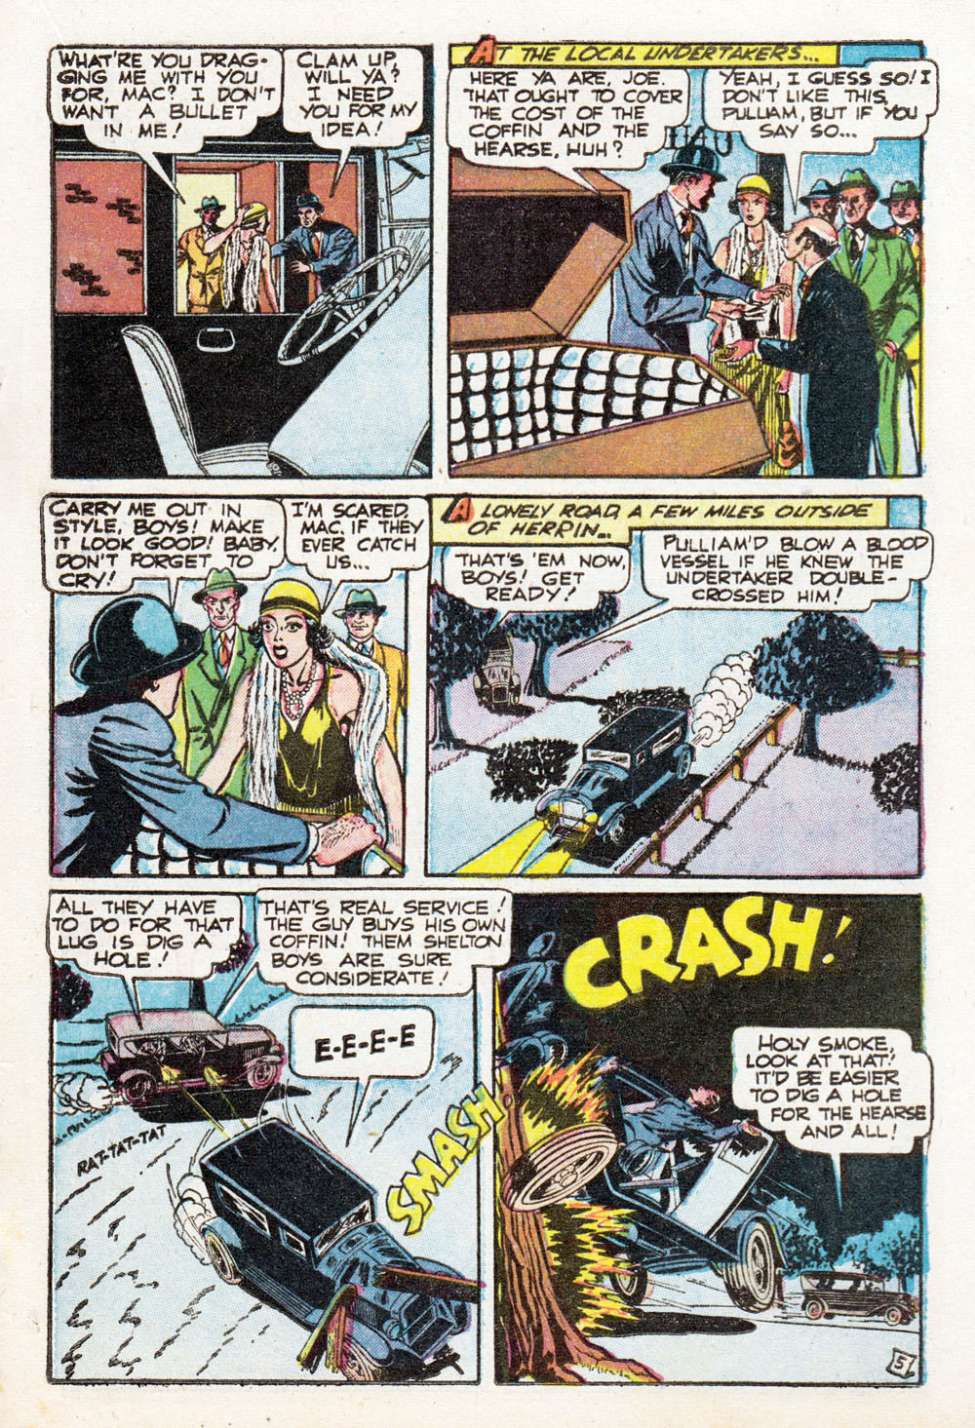 WHAT'RE YOU DRAG-
GING ME WITH YOU
FOR, MAC? I DON'T
WANT A BULLET
IN ME!
CLAM UP,
WILL YA?
I NEED
YOU FOR MY
IDEA!
AT THE LOCAL UNDERTAKERS...
HERE YA ARE, JOE.
THAT OUGHT TO COVER
THE COST OF THE
COFFIN AND THE
HEARSE, HUH?
YEAH, I GUESS SO! I
DON'T LIKE THIS,
PULLIAM, BUT IF YOU
SAY SO...
CARRY ME OUT IN
STYLE, BOYS! MAKE
IT LOOK GOOD! BABY,
DON'T FORGET TO
CRY!
I'M SCARED,
MAC. IF THEY
EVER CATCH
US...
A LONELY ROAD, A FEW MILES OUTSIDE
OF HERRIN...
THAT'S 'EM NOW,
BOYS! GET
READY!
PULLIAM'D BLOW A BLOOD
VESSEL IF HE KNEW THE
UNDERTAKER DOUBLE-
CROSSED HIM!
ALL THEY HAVE
TO DO FOR THAT
LUG IS DIG A
HOLE!
THAT'S REAL SERVICE!
THE GUY BUYS HIS OWN
COFFIN! THEM SHELTON
BOYS ARE SURE
CONSIDERATE!
E-E-E-E
RAT-TAT-TAT
SMASH!
CRASH!
HOLY SMOKE,
LOOK AT THAT!
IT'D BE EASIER
TO DIG A HOLE
FOR THE HEARSE
AND ALL!
5